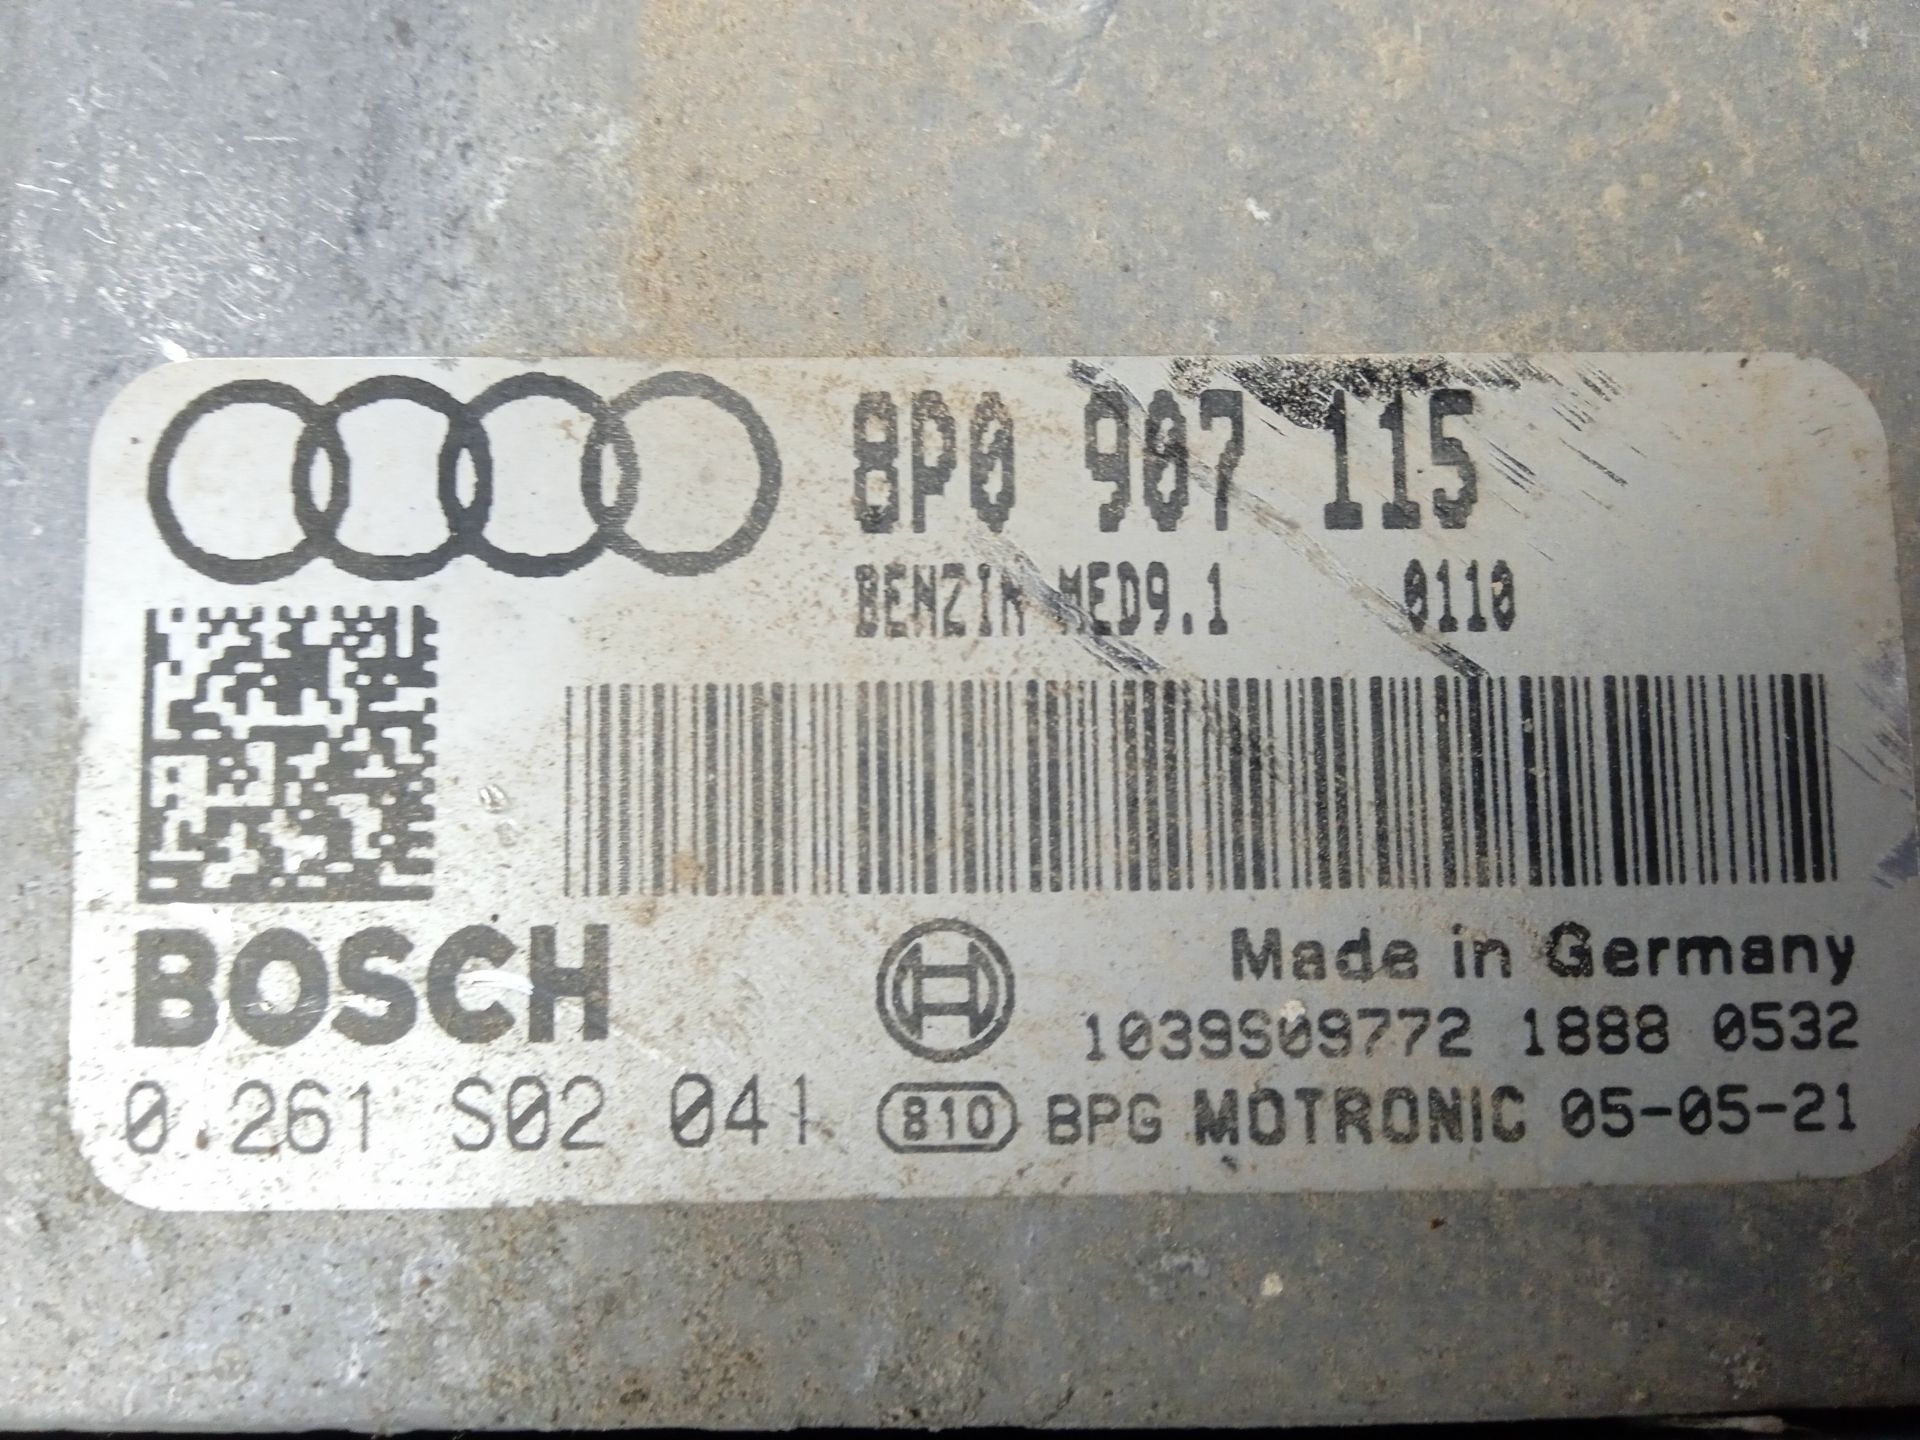 8P0 907 115
BENZIN MED9.1 0110
BOSCH
Made in Germany
1039S09772 1888 0532
0 261 S02 041 810 BPG MOTRONIC 05-05-21